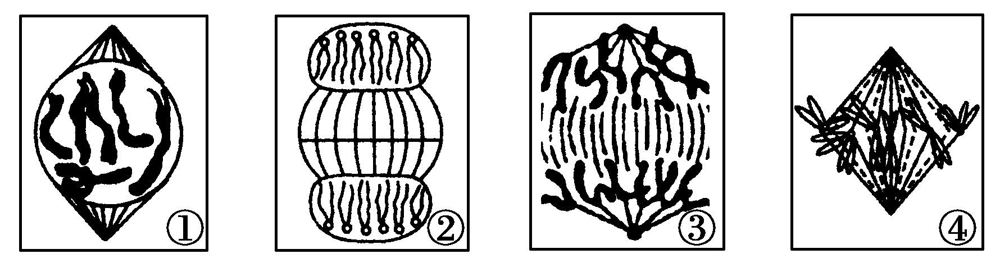 ① ② ③ ④